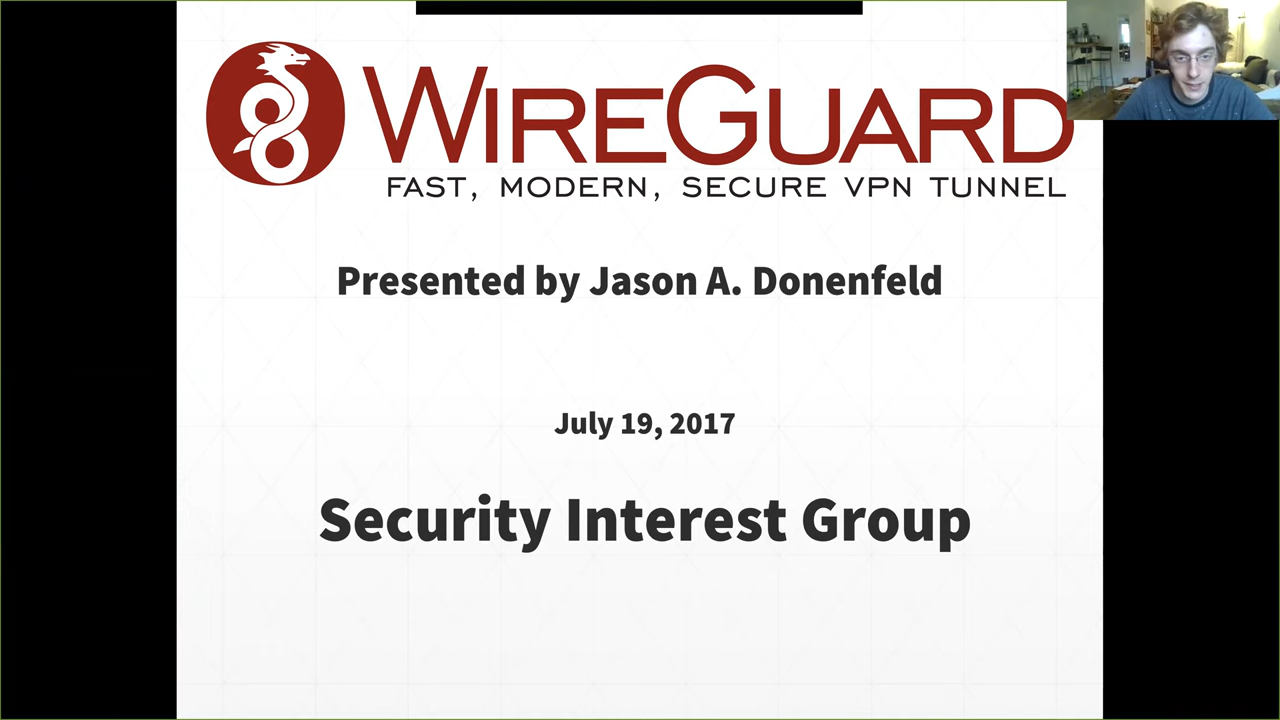 WIREGUARD
FAST, MODERN, SECURE VPN TUNNEL
Presented by Jason A. Donenfeld
July 19, 2017
Security Interest Group